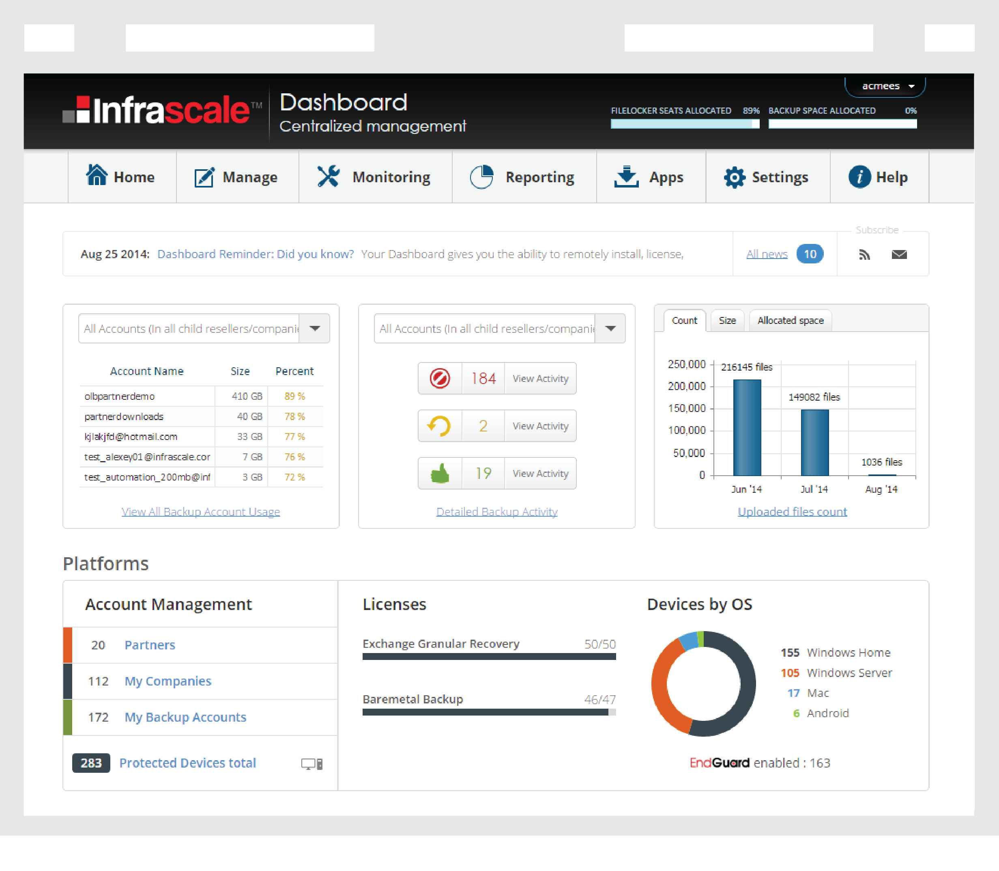 acmees
Infrascale™
Dashboard
Centralized management
FILELOCKER SEATS ALLOCATED 89% BACKUP SPACE ALLOCATED 0%
Home Manage Monitoring Reporting Apps Settings Help
Subscribe
Aug 25 2014: Dashboard Reminder: Did you know? Your Dashboard gives you the ability to remotely install, license,
All news 10
All Accounts (In all child resellers/compani
Account Name Size Percent
olbpartnerdemo 410 GB 89 %
partnerdownloads 40 GB 78 %
kjlakjfd@hotmail.com 33 GB 77 %
test_alexey01@infrascale.cor 7 GB 76 %
test_automation_200mb@inf 3 GB 72 %
View All Backup Account Usage
All Accounts (In all child resellers/compani
184 View Activity
2 View Activity
19 View Activity
Detailed Backup Activity
Count Size Allocated space
250,000
200,000
150,000
100,000
50,000
0
216145 files
149082 files
1036 files
Jun '14 Jul '14 Aug '14
Uploaded files count
Platforms
Account Management
20 Partners
112 My Companies
172 My Backup Accounts
283 Protected Devices total
Licenses
Exchange Granular Recovery 50/50
Baremetal Backup 46/47
Devices by OS
155 Windows Home
105 Windows Server
17 Mac
6 Android
EndGuard enabled : 163